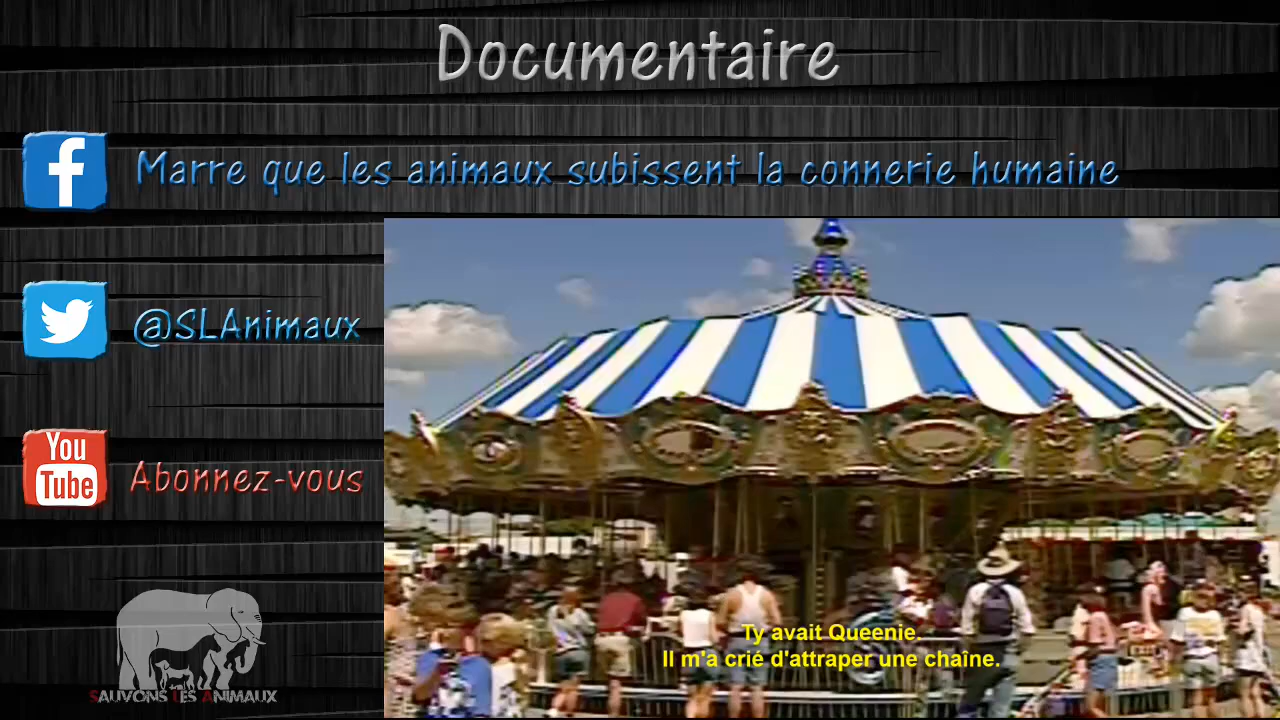 Documentaire
Marre que les animaux subissent la connerie humaine
@SLAnimaux
You
Tube
Abonnez-vous
Ty avait Queenie.
Il m'a crié d'attraper une chaîne.
SAUVONS LES ANIMAUX